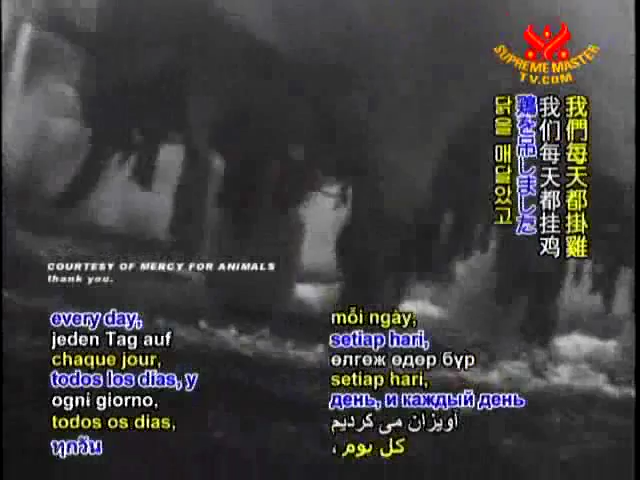 SUPREME MASTER
TV.COM
我們每天都掛雞
我们每天都挂鸡
鶏を吊しました
닭을 매달았고
COURTESY OF MERCY FOR ANIMALS
thank you.
every day,
jeden Tag auf
chaque jour,
todos los dias, y
ogni giorno,
todos os dias,
ทุกวัน
mỗi ngày,
setiap hari,
өлгөж өдөр бүр
setiap hari,
день, и каждый день
آویزان می کردیم
كل يوم،